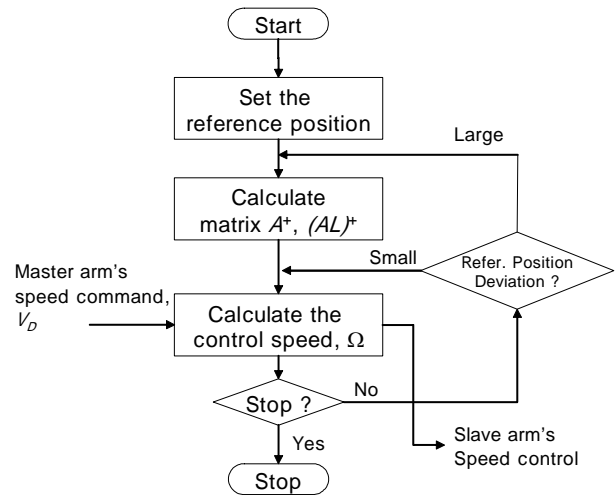 Start
Set the
reference position
Large
Calculate
matrix A⁺, (AL)⁺
Small
Refer. Position
Deviation ?
Master arm's
speed command,
V_D
Calculate the
control speed, Ω
Stop ?
No
Yes
Slave arm's
Speed control
Stop